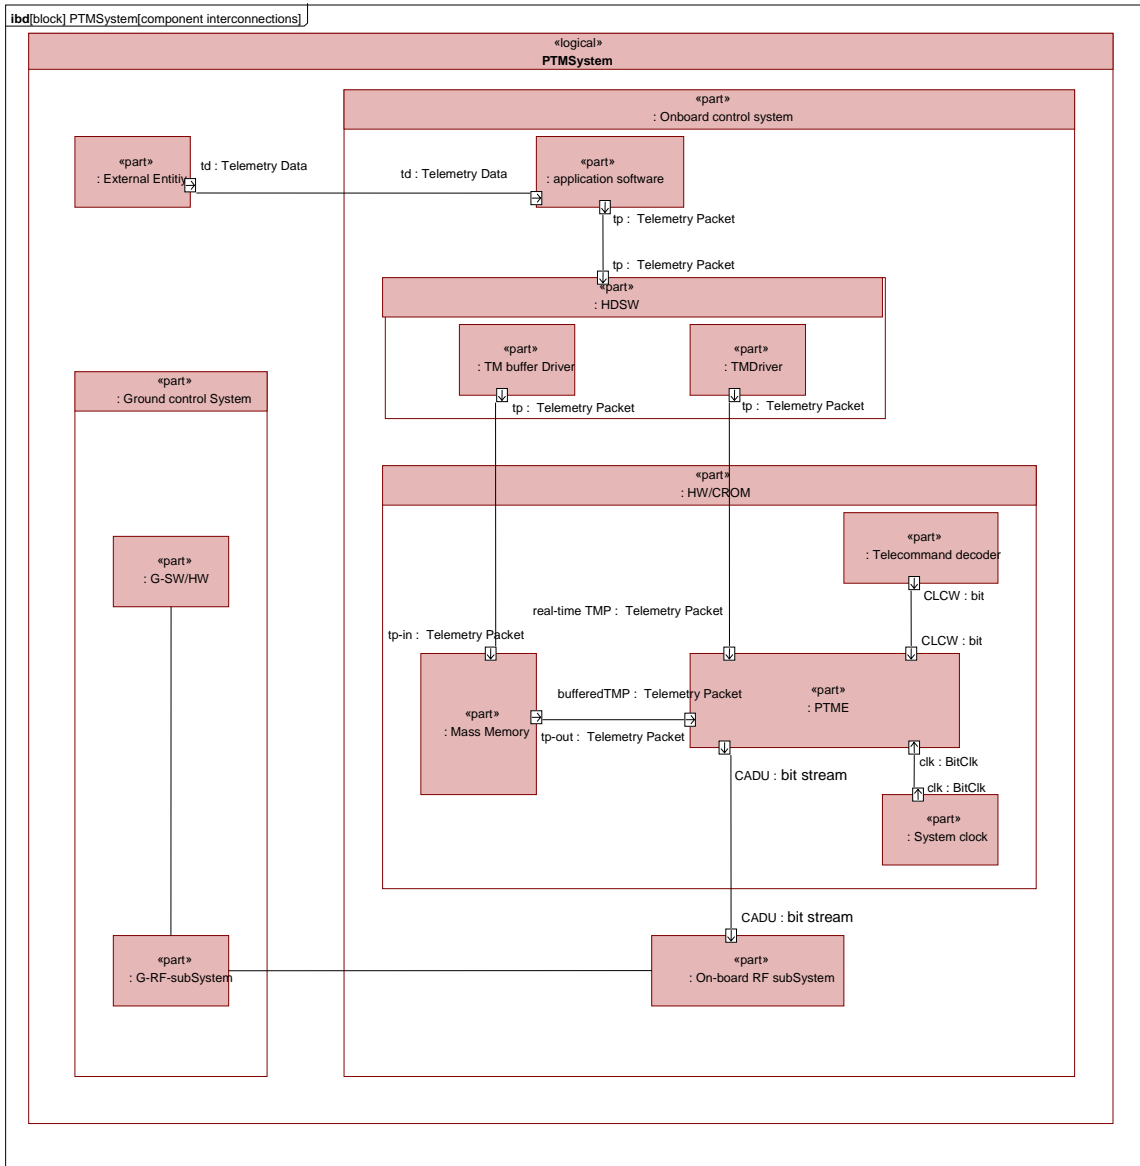 ibd[block] PTMSystem[component interconnections]
«logical»
PTMSystem
«part»
: Onboard control system
«part»
: External Entitiy
td : Telemetry Data
td : Telemetry Data
«part»
: application software
tp :  Telemetry Packet
tp :  Telemetry Packet
«part»
: HDSW
«part»
: TM buffer Driver
«part»
: TMDriver
tp :  Telemetry Packet
tp :  Telemetry Packet
«part»
: Ground control System
«part»
: HW/CROM
«part»
: Telecommand decoder
«part»
: G-SW/HW
CLCW : bit
real-time TMP :  Telemetry Packet
tp-in :  Telemetry Packet
CLCW : bit
bufferedTMP :  Telemetry Packet
«part»
: PTME
«part»
: Mass Memory
tp-out :  Telemetry Packet
CADU : bit stream
clk : BitClk
clk : BitClk
«part»
: System clock
CADU : bit stream
«part»
: G-RF-subSystem
«part»
: On-board RF subSystem